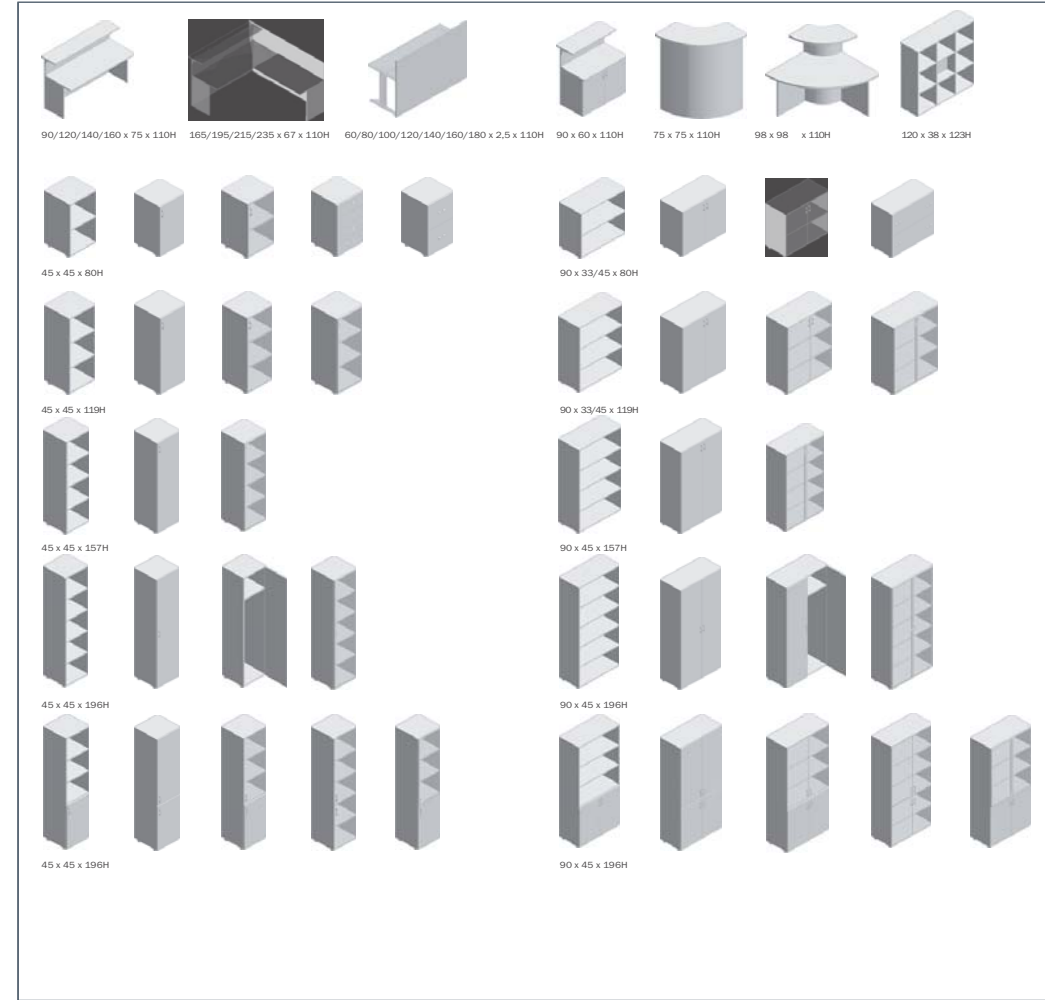 90/120/140/160 x 75 x 110H
165/195/215/235 x 67 x 110H
60/80/100/120/140/160/180 x 2,5 x 110H
90 x 60 x 110H
75 x 75 x 110H
98 x 98 x 110H
120 x 38 x 123H
45 x 45 x 80H
90 x 33/45 x 80H
45 x 45 x 119H
90 x 33/45 x 119H
45 x 45 x 157H
90 x 45 x 157H
45 x 45 x 196H
90 x 45 x 196H
45 x 45 x 196H
90 x 45 x 196H